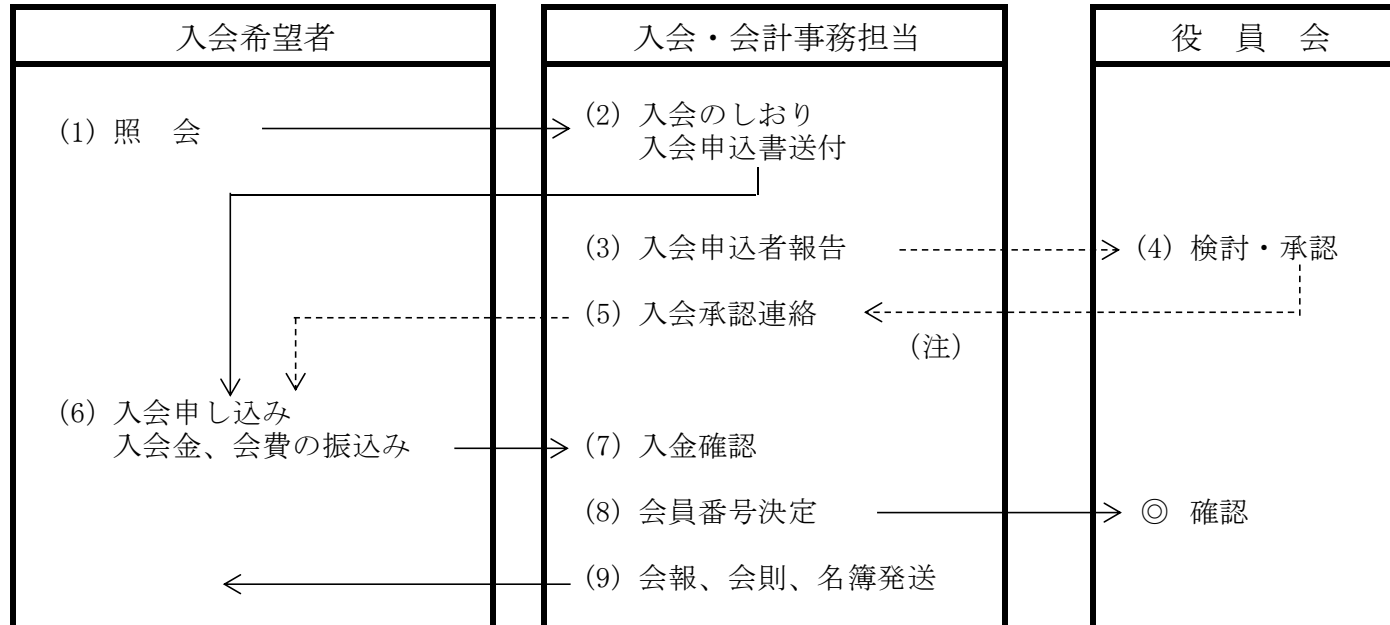 入会希望者
入会・会計事務担当
役 員 会
(1) 照 会
(2) 入会のしおり
入会申込書送付
(3) 入会申込者報告
(4) 検討・承認
(5) 入会承認連絡
(注)
(6) 入会申し込み
入会金、会費の振込み
(7) 入金確認
(8) 会員番号決定
◎ 確認
(9) 会報、会則、名簿発送